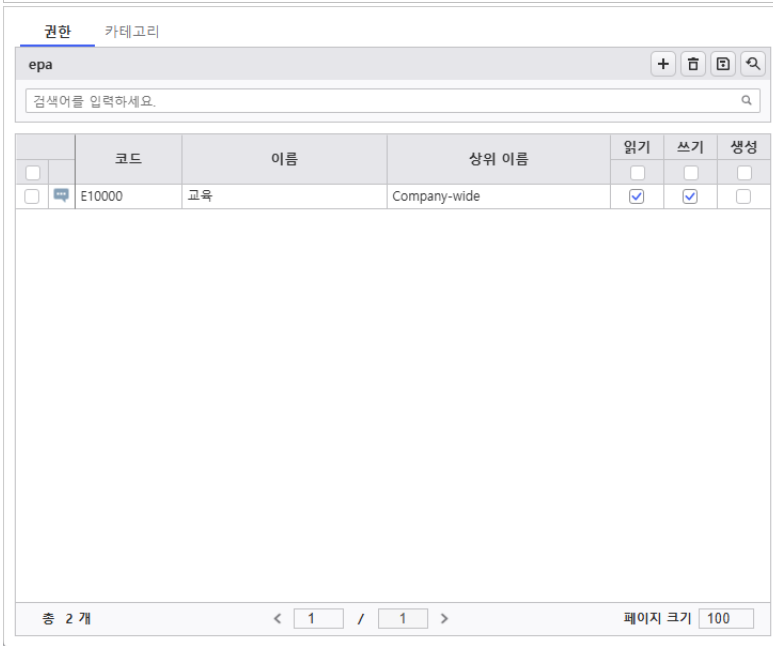 권한 카테고리
epa
검색어를 입력하세요.
코드 이름 상위 이름 읽기 쓰기 생성
E10000 교육 Company-wide
총 2 개 < 1 / 1 > 페이지 크기 100